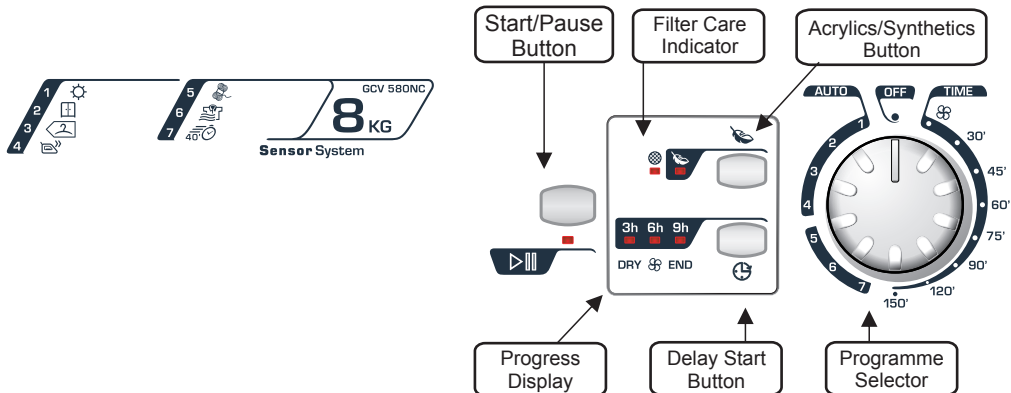 Start/Pause
Button
Filter Care
Indicator
Acrylics/Synthetics
Button
1
2
3
4
5
6
7
40'
GCV 580NC
8 KG
Sensor System
AUTO
OFF
TIME
1
2
3
4
5
6
7
30'
45'
60'
75'
90'
120'
150'
3h 6h 9h
DRY END
Progress
Display
Delay Start
Button
Programme
Selector